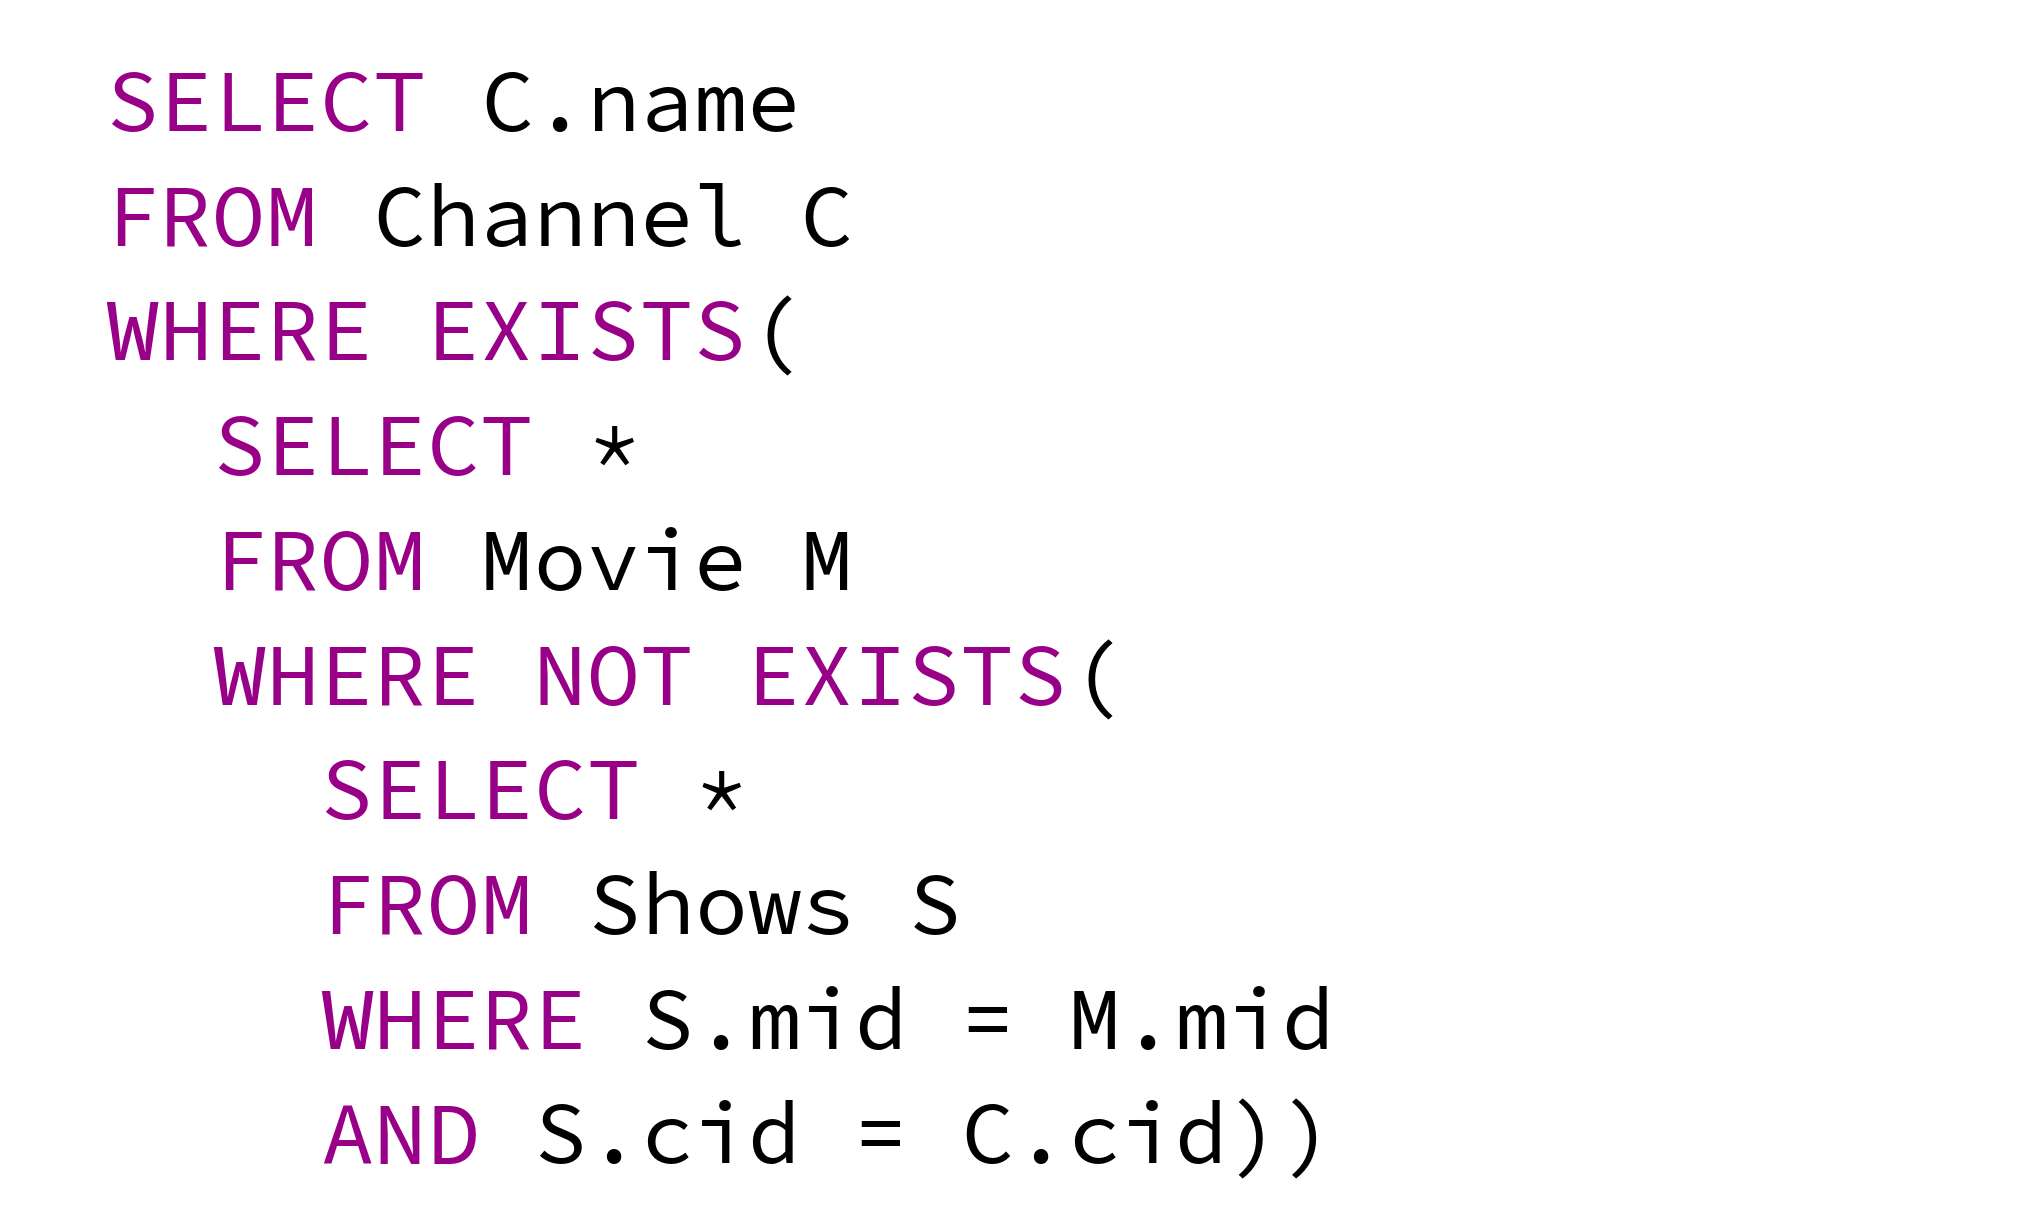 SELECT C.name
FROM Channel C
WHERE EXISTS(
  SELECT *
  FROM Movie M
  WHERE NOT EXISTS(
    SELECT *
    FROM Shows S
    WHERE S.mid = M.mid
    AND S.cid = C.cid))